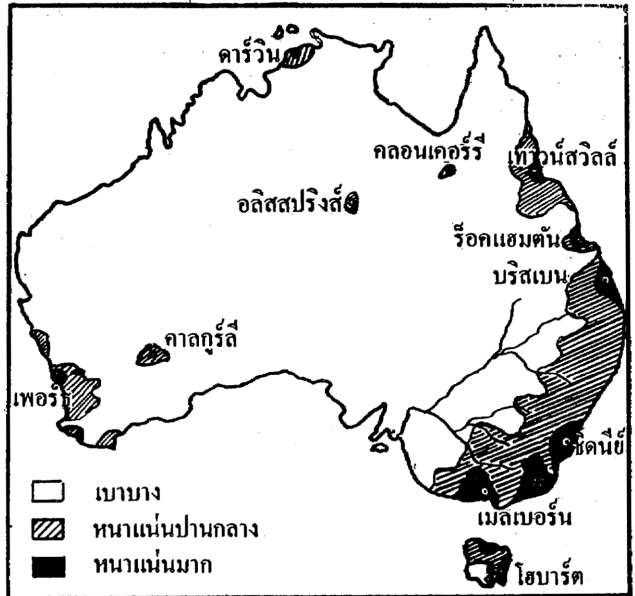 ดาร์วิน
คลอนเคอร์รี
เทาวน์สวิลล์
อลิสสปริงส์
ร็อคแฮมตัน
บริสเบน
คาลกูร์ลี
เพอร์ธ
ซิดนีย์
เมลเบอร์น
โฮบาร์ต
เบาบาง
หนาแน่นปานกลาง
หนาแน่นมาก